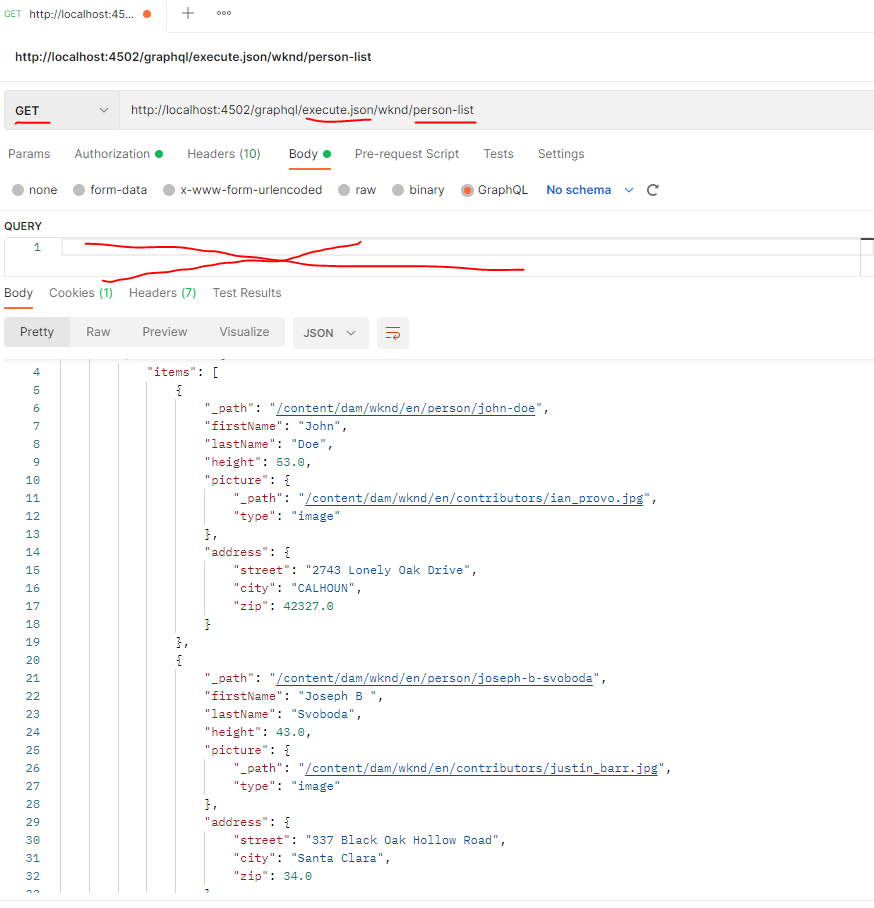 GET http://localhost:45...
http://localhost:4502/graphql/execute.json/wknd/person-list
GET http://localhost:4502/graphql/execute.json/wknd/person-list
Params Authorization Headers (10) Body Pre-request Script Tests Settings
none form-data x-www-form-urlencoded raw binary GraphQL No schema
QUERY
1
Body Cookies (1) Headers (7) Test Results
Pretty Raw Preview Visualize JSON
4 "items": [
5 {
6 "_path": "/content/dam/wknd/en/person/john-doe",
7 "firstName": "John",
8 "lastName": "Doe",
9 "height": 53.0,
10 "picture": {
11 "_path": "/content/dam/wknd/en/contributors/ian_provo.jpg",
12 "type": "image"
13 },
14 "address": {
15 "street": "2743 Lonely Oak Drive",
16 "city": "CALHOUN",
17 "zip": 42327.0
18 }
19 },
20 {
21 "_path": "/content/dam/wknd/en/person/joseph-b-svoboda",
22 "firstName": "Joseph B ",
23 "lastName": "Svoboda",
24 "height": 43.0,
25 "picture": {
26 "_path": "/content/dam/wknd/en/contributors/justin_barr.jpg",
27 "type": "image"
28 },
29 "address": {
30 "street": "337 Black Oak Hollow Road",
31 "city": "Santa Clara",
32 "zip": 34.0